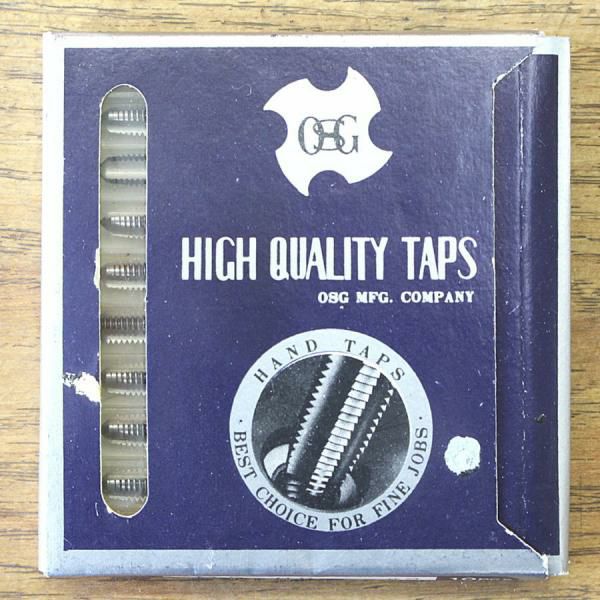 OSG
HIGH QUALITY TAPS
OSG MFG. COMPANY
HAND TAPS
· BEST CHOICE FOR FINE JOBS ·